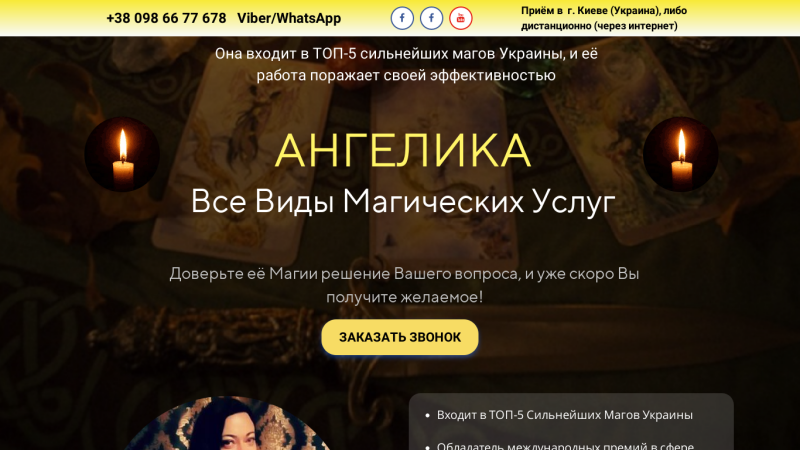 +38 098 66 77 678 Viber/WhatsApp
Приём в г. Киеве (Украина), либо
дистанционно (через интернет)
Она входит в ТОП-5 сильнейших магов Украины, и её
работа поражает своей эффективностью
АНГЕЛИКА
Все Виды Магических Услуг
Доверьте её Магии решение Вашего вопроса, и уже скоро Вы
получите желаемое!
ЗАКАЗАТЬ ЗВОНОК
• Входит в ТОП-5 Сильнейших Магов Украины
• Обладатель международных премий в сфере